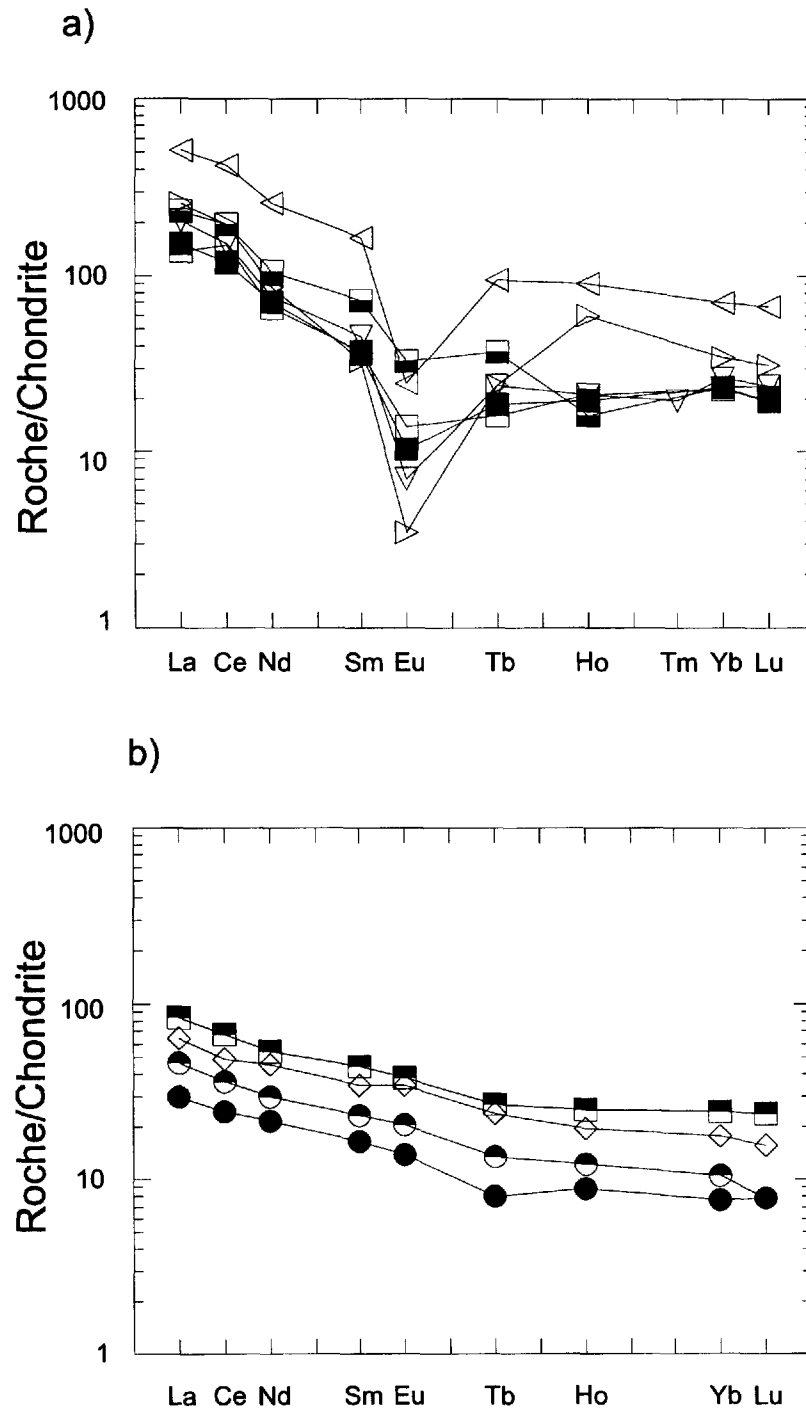 a)
1000
100
10
1
Roche/Chondrite
La Ce Nd Sm Eu Tb Ho Tm Yb Lu
b)
1000
100
10
1
Roche/Chondrite
La Ce Nd Sm Eu Tb Ho Yb Lu